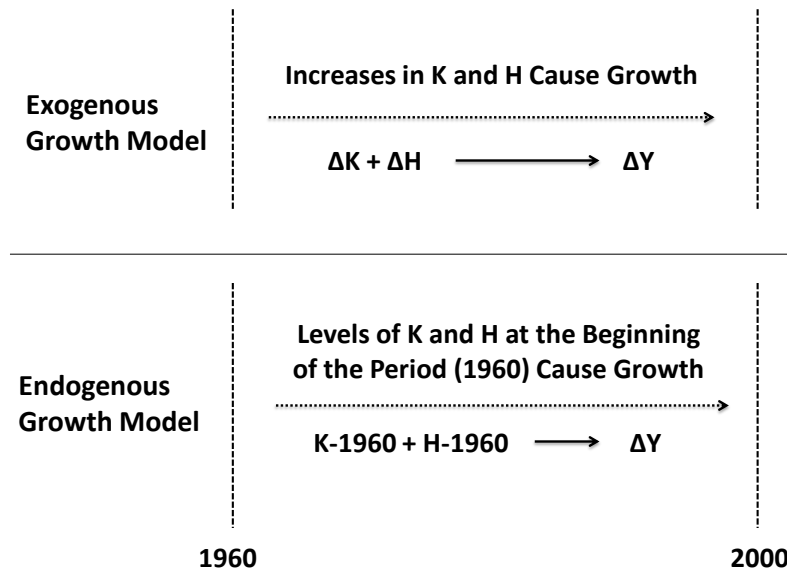 Increases in K and H Cause Growth
Exogenous
Growth Model
ΔK + ΔH
ΔY
Levels of K and H at the Beginning
of the Period (1960) Cause Growth
Endogenous
Growth Model
K-1960 + H-1960
ΔY
1960
2000